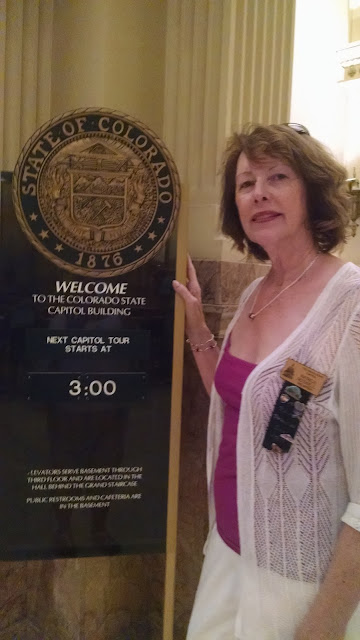 STATE OF COLORADO
1876
WELCOME
TO THE COLORADO STATE
CAPITOL BUILDING
NEXT CAPITOL TOUR
STARTS AT
3:00
LEVATORS SERVE BASEMENT THROUGH
THIRD FLOOR AND ARE LOCATED IN THE
HALL BEHIND THE GRAND STAIRCASE
PUBLIC RESTROOMS AND CAFETERIA ARE
IN THE BASEMENT